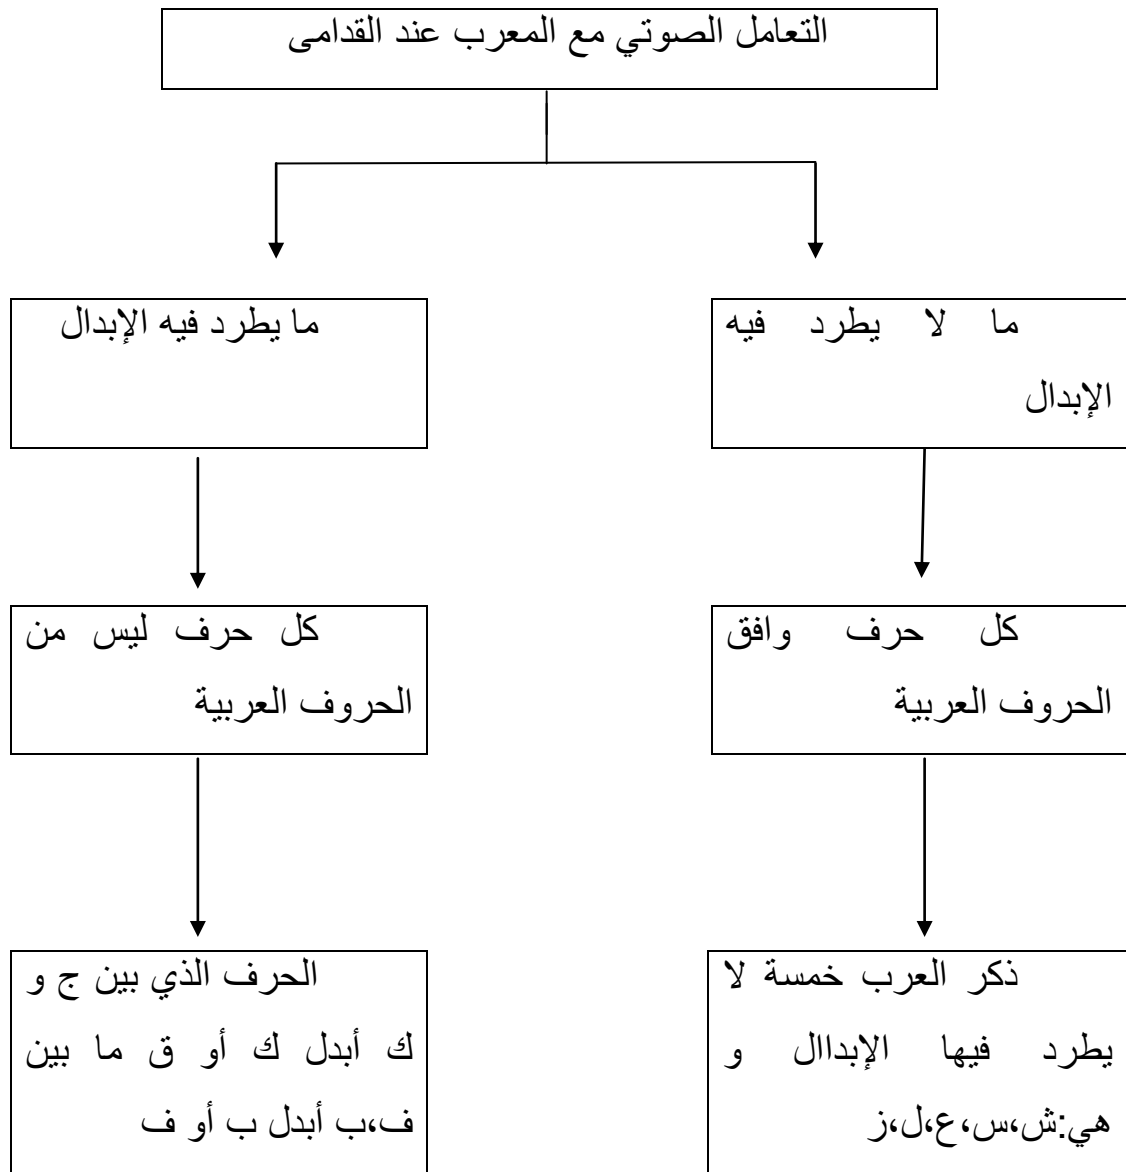 التعامل الصوتي مع المعرب عند القدامى
ما لا يطرد فيه
الإبدال
ما يطرد فيه الإبدال
كل حرف وافق
الحروف العربية
كل حرف ليس من
الحروف العربية
ذكر العرب خمسة لا
يطرد فيها الإبداال و
هي:ش،س،ع،ل،ز
الحرف الذي بين ج و
ك أبدل ك أو ق ما بين
ف،ب أبدل ب أو ف